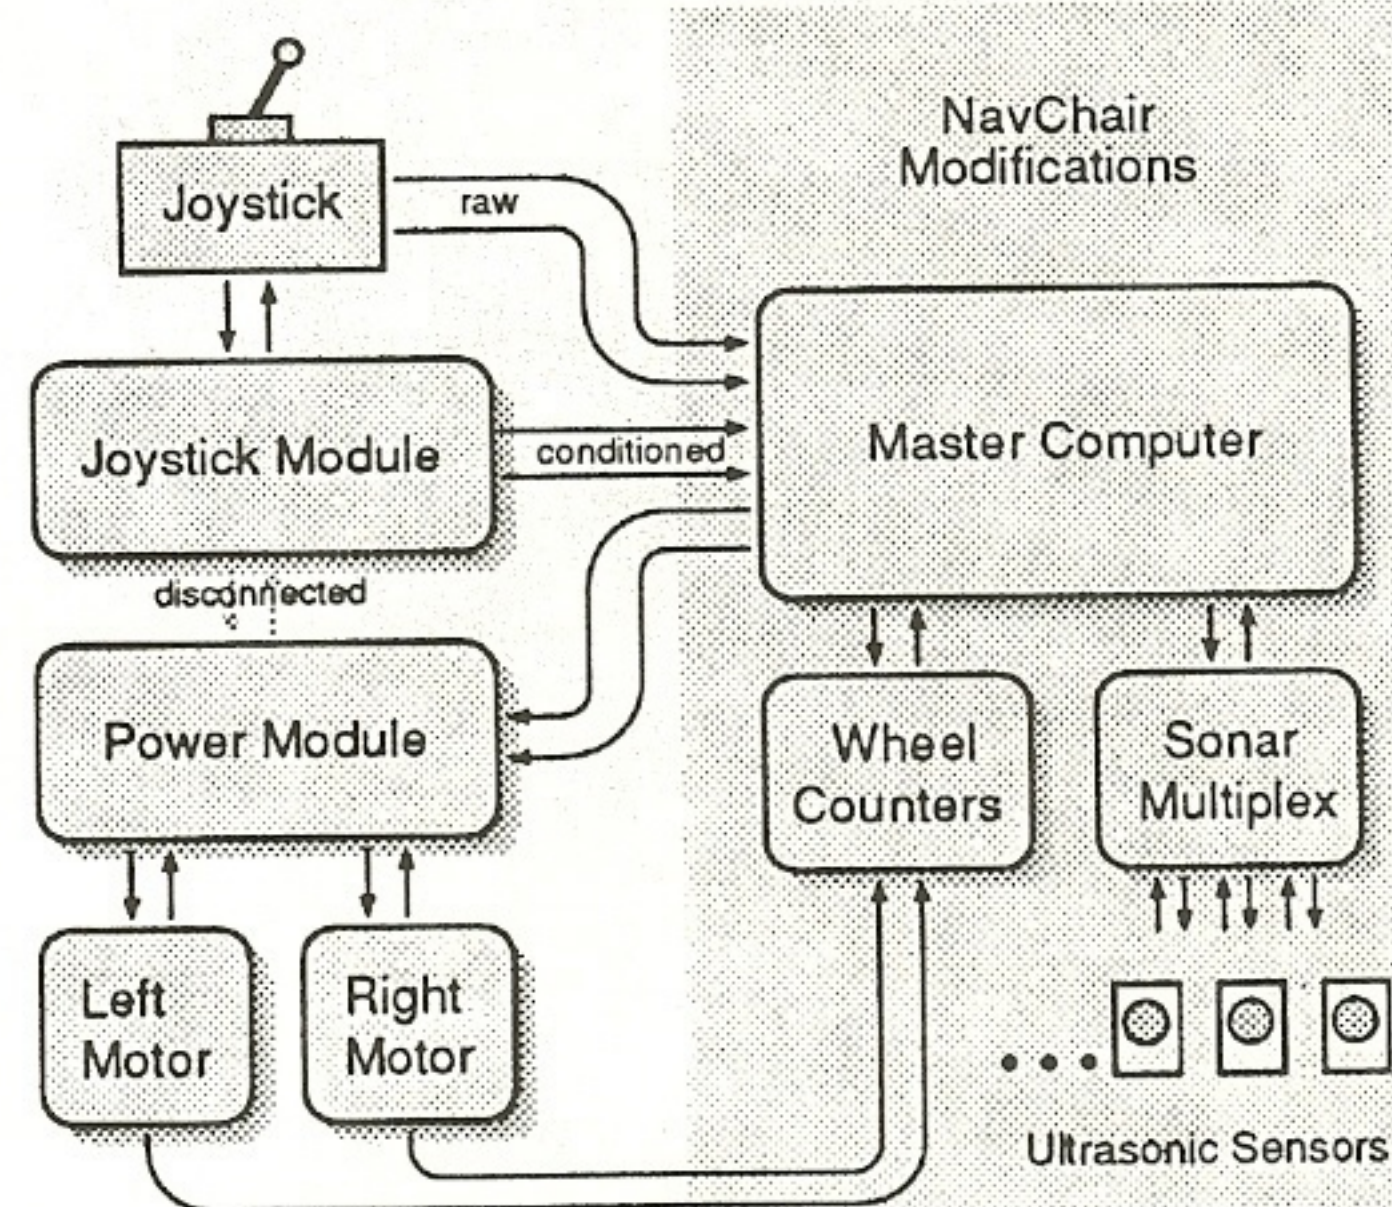 NavChair
Modifications
Joystick
raw
Joystick Module
conditioned
Master Computer
disconnected
Power Module
Wheel
Counters
Sonar
Multiplex
Left
Motor
Right
Motor
Ultrasonic Sensors